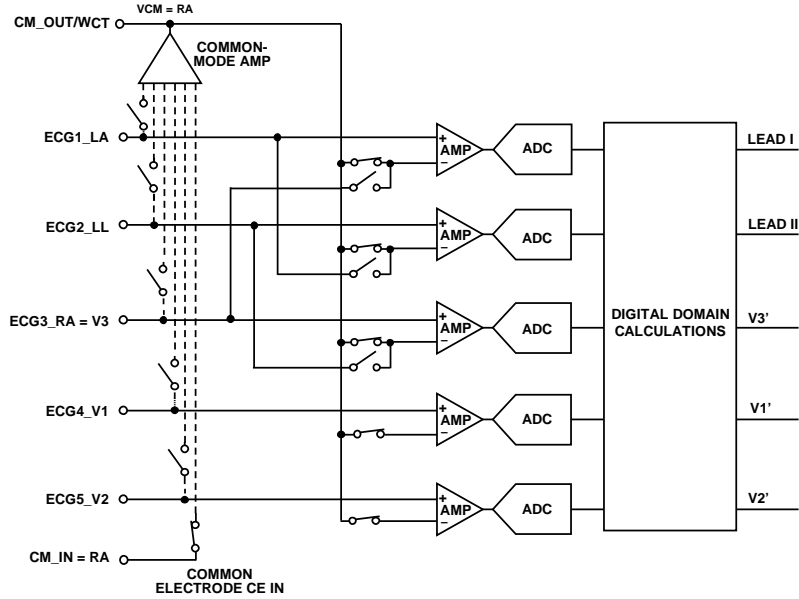 VCM = RA
CM_OUT/WCT
COMMON-
MODE AMP
ECG1_LA
+
AMP
–
ADC
LEAD I
ECG2_LL
+
AMP
–
ADC
LEAD II
ECG3_RA = V3
+
AMP
–
ADC
DIGITAL DOMAIN
CALCULATIONS
V3’
ECG4_V1
+
AMP
–
ADC
V1’
ECG5_V2
+
AMP
–
ADC
V2’
CM_IN = RA
COMMON
ELECTRODE CE IN